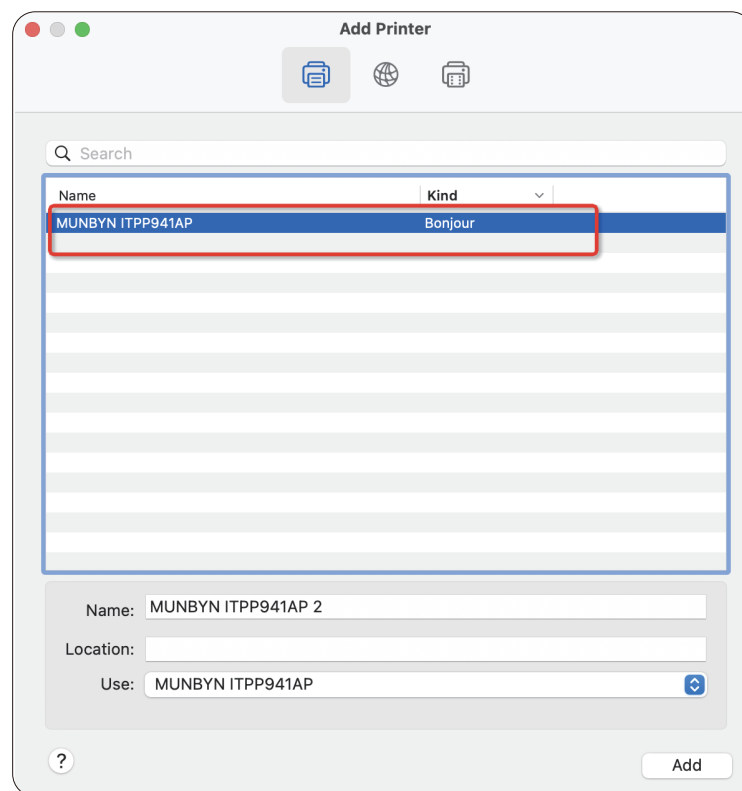 Add Printer
Search
Name Kind
MUNBYN ITPP941AP Bonjour
Name: MUNBYN ITPP941AP 2
Location:
Use: MUNBYN ITPP941AP
? Add